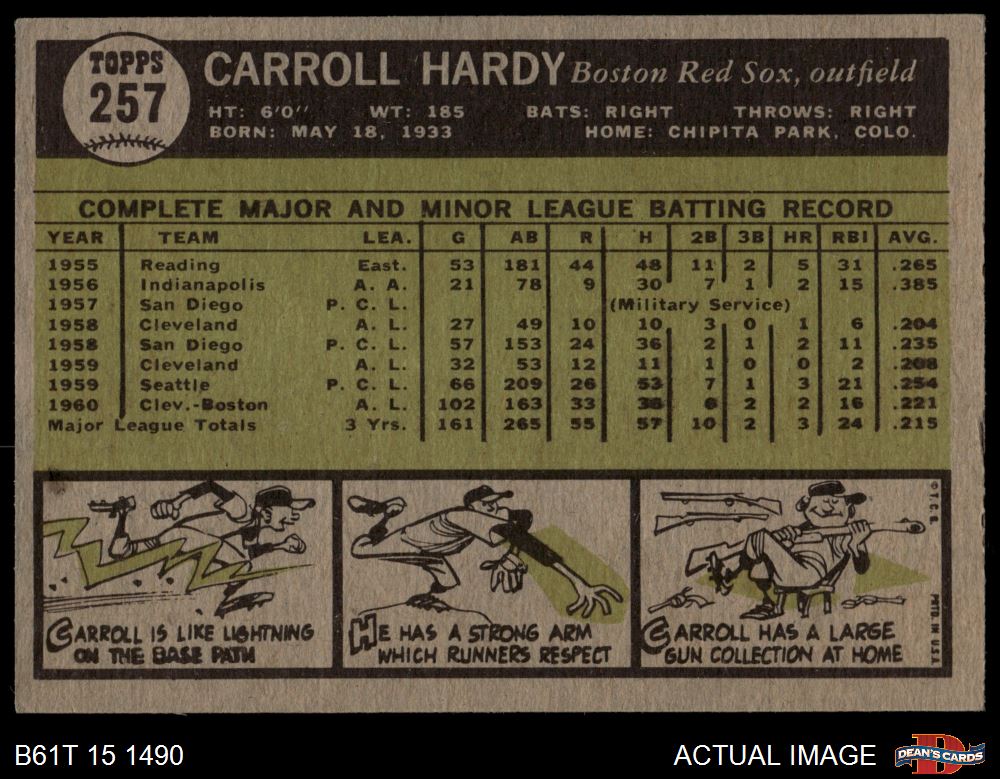 TOPPS
257
CARROLL HARDY Boston Red Sox, outfield
HT: 6'0" WT: 185 BATS: RIGHT THROWS: RIGHT
BORN: MAY 18, 1933 HOME: CHIPITA PARK, COLO.
COMPLETE MAJOR AND MINOR LEAGUE BATTING RECORD
YEAR TEAM LEA. G AB R H 2B 3B HR RBI AVG.
1955 Reading East. 53 181 44 48 11 2 5 31 .265
1956 Indianapolis A. A. 21 78 9 30 7 1 2 15 .385
1957 San Diego P. C. L. (Military Service)
1958 Cleveland A. L. 27 49 10 10 3 0 1 6 .204
1958 San Diego P. C. L. 57 153 24 36 2 1 2 11 .235
1959 Cleveland A. L. 32 53 12 11 1 0 0 2 .208
1959 Seattle P. C. L. 66 209 26 53 7 1 3 21 .254
1960 Clev.-Boston A. L. 102 163 33 36 6 2 2 16 .221
Major League Totals 3 Yrs. 161 265 55 57 10 2 3 24 .215
CARROLL IS LIKE LIGHTNING
ON THE BASE PATH
HE HAS A STRONG ARM
WHICH RUNNERS RESPECT
CARROLL HAS A LARGE
GUN COLLECTION AT HOME
© T. C. G.
PRTD. IN U.S.A.
B61T 15 1490
ACTUAL IMAGE
DEAN'S CARDS